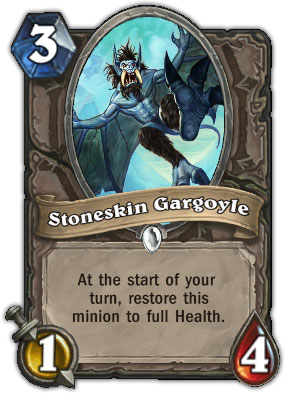 3
Stoneskin Gargoyle
At the start of your
turn, restore this
minion to full Health.
1
4